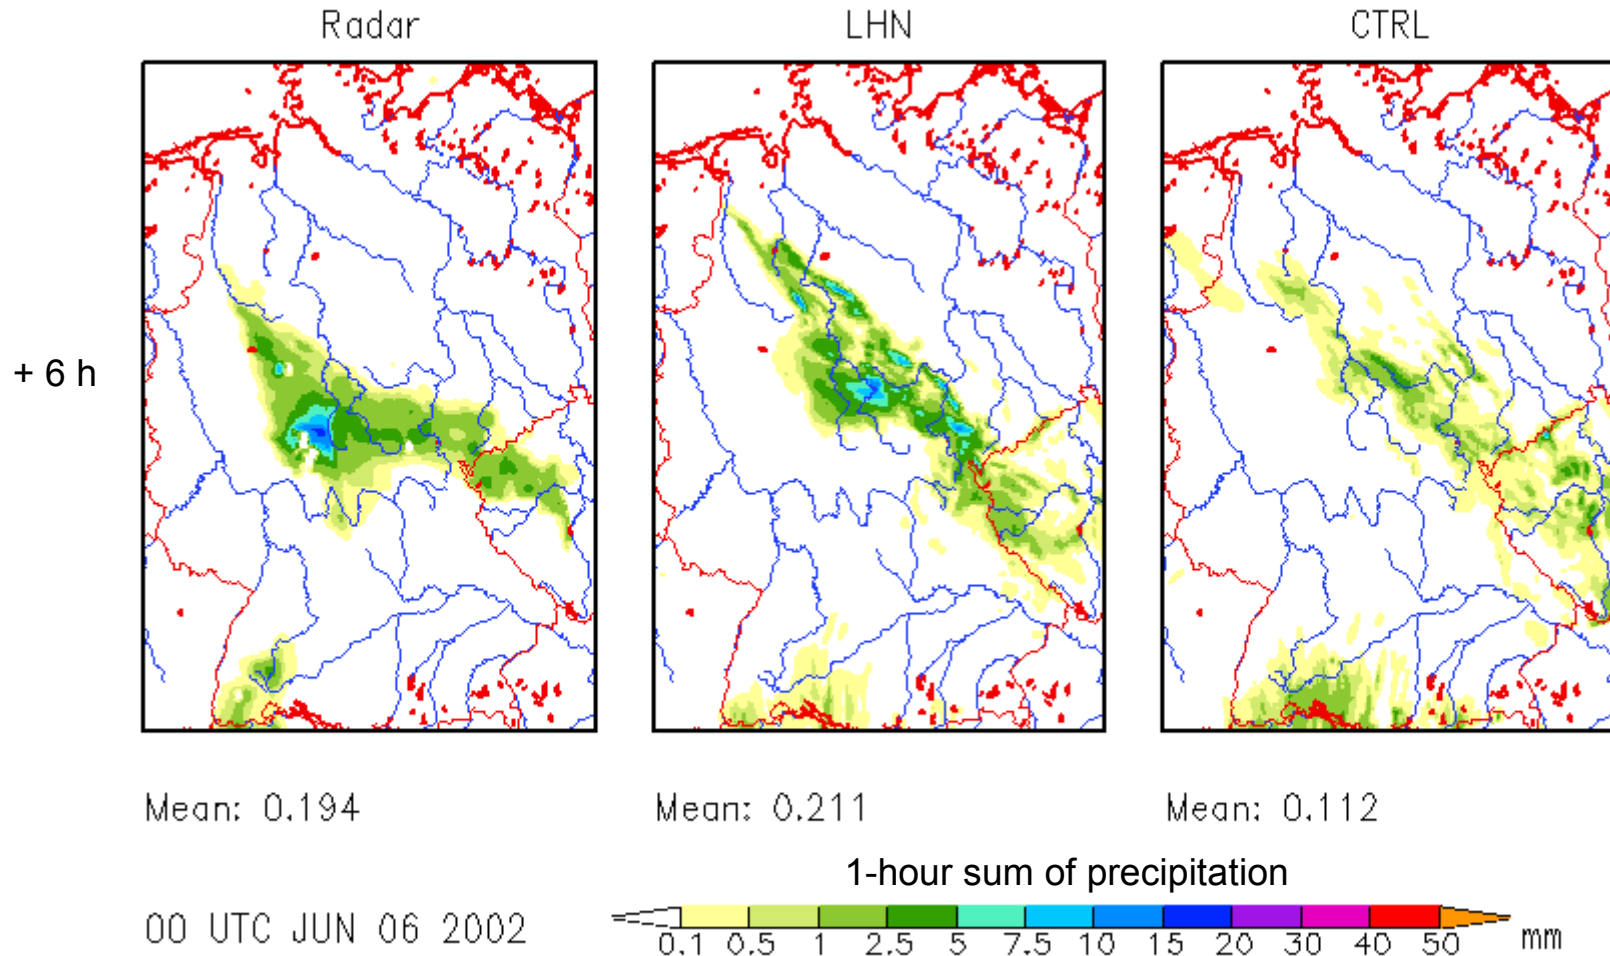 Radar LHN CTRL
+ 6 h
Mean: 0.194 Mean: 0.211 Mean: 0.112
1-hour sum of precipitation
00 UTC JUN 06 2002
0.1 0.5 1 2.5 5 7.5 10 15 20 30 40 50 mm